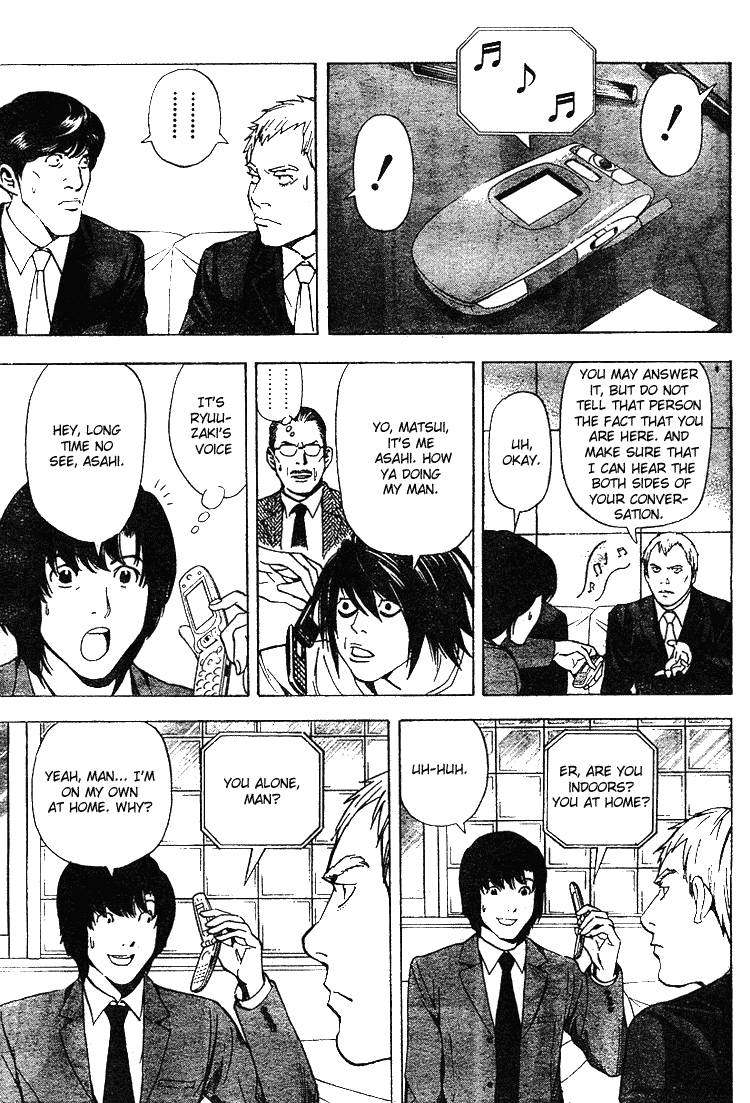 !
!
YOU MAY ANSWER
IT, BUT DO NOT
TELL THAT PERSON
THE FACT THAT YOU
ARE HERE. AND
MAKE SURE THAT
I CAN HEAR THE
BOTH SIDES OF
YOUR CONVER-
SATION.
UH,
OKAY.
YO, MATSUI,
IT'S ME
ASAHI. HOW
YA DOING
MY MAN.
IT'S
RYUU-
ZAKI'S
VOICE
HEY, LONG
TIME NO
SEE, ASAHI.
ER, ARE YOU
INDOORS?
YOU AT HOME?
UH-HUH.
YOU ALONE,
MAN?
YEAH, MAN... I'M
ON MY OWN
AT HOME. WHY?